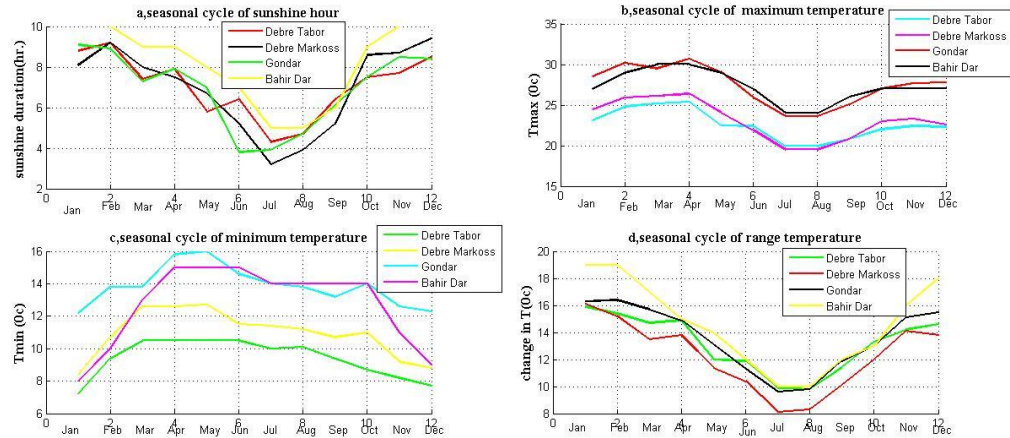 a,seasonal cycle of sunshine hour
sunshine duration(hr.)
10
8
6
4
2
0 2 4 6 8 10 12
Jan Feb Mar Apr May Jun Jul Aug Sep Oct Nov Dec
Debre Tabor
Debre Markoss
Gondar
Bahir Dar
b,seasonal cycle of maximum temperature
Tmax (0c)
35
30
25
20
15
0 2 4 6 8 10 12
Jan Feb Mar Apr May Jun Jul Aug Sep Oct Nov Dec
Debre Tabor
Debre Markoss
Gondar
Bahir Dar
c,seasonal cycle of minimum temperature
Tmin (0c)
16
14
12
10
8
6
0 2 4 6 8 10 12
Jan Feb Mar Apr May Jun Jul Aug Sep Oct Nov Dec
Debre Tabor
Debre Markoss
Gondar
Bahir Dar
d,seasonal cycle of range temperature
change in T(0c)
20
18
16
14
12
10
8
0 2 4 6 8 10 12
Jan Feb Mar Apr May Jun Jul Aug Sep Oct Nov Dec
Debre Tabor
Debre Markoss
Gondar
Bahir Dar